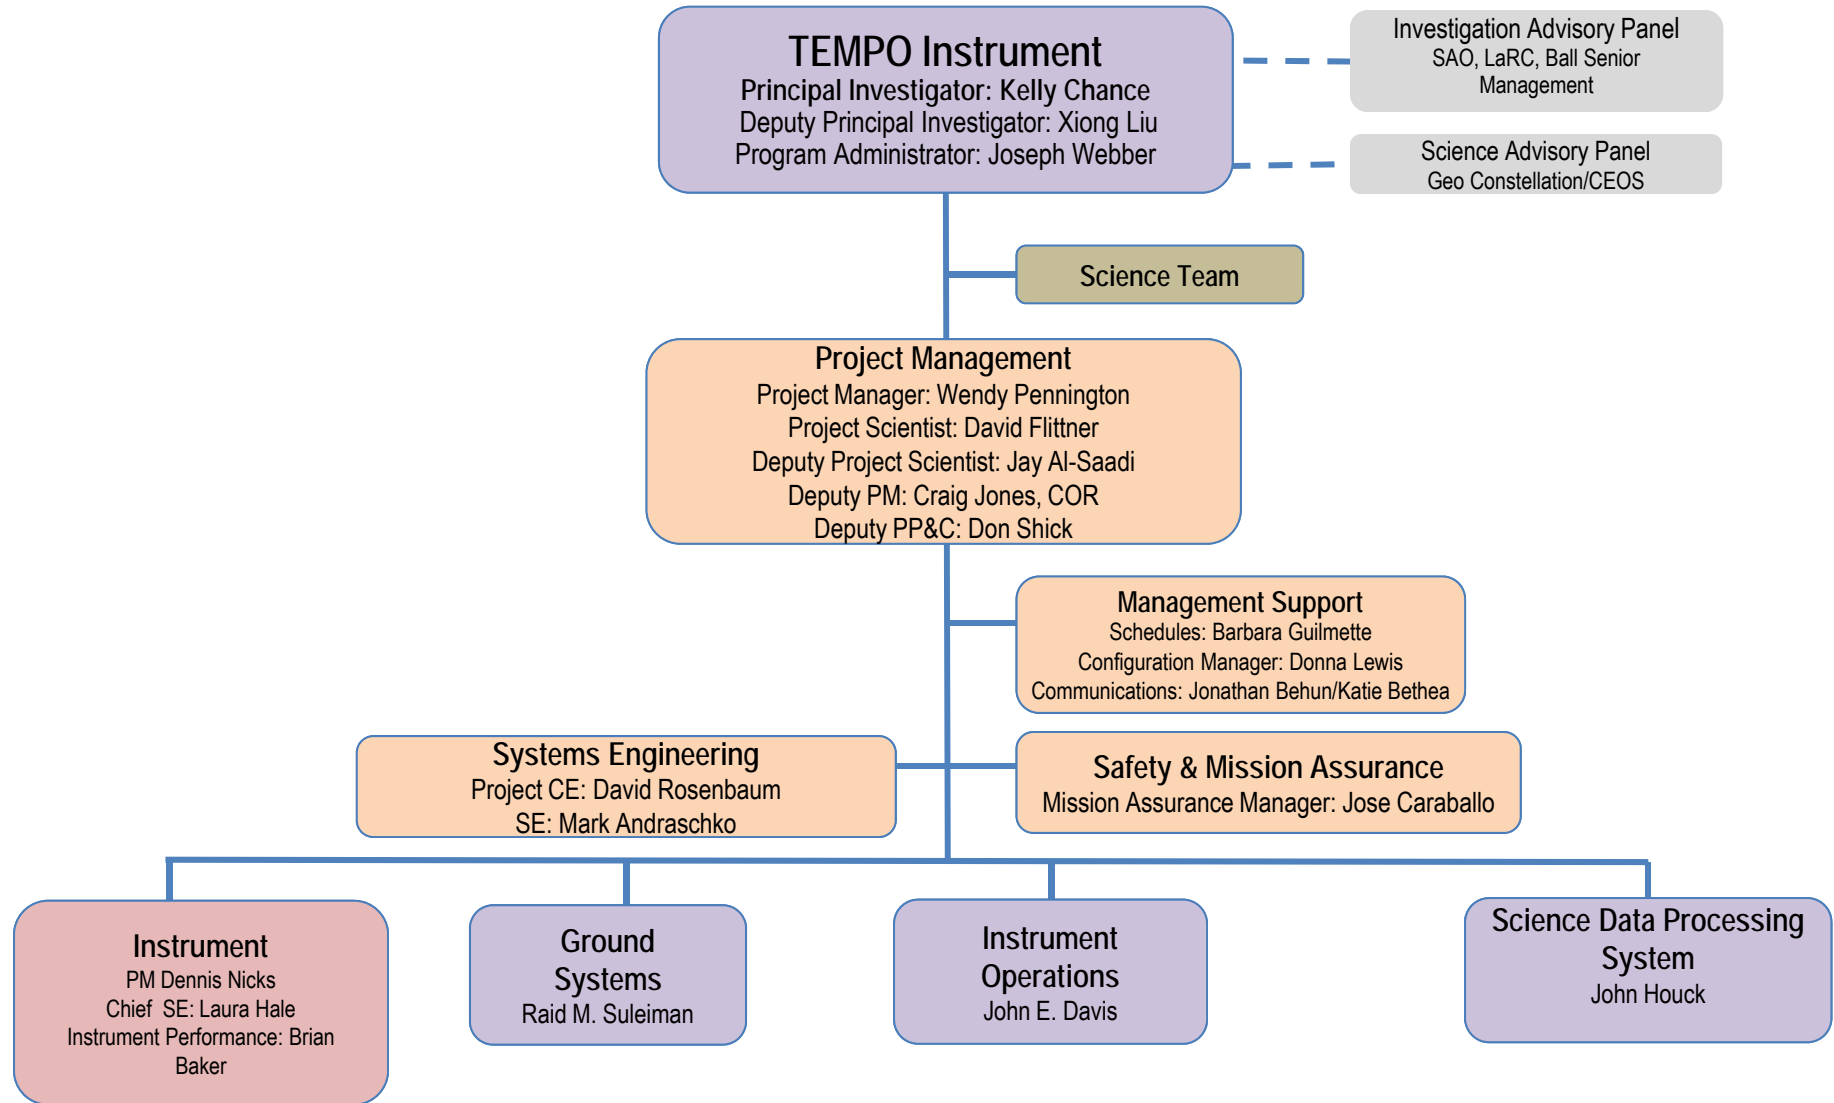 TEMPO Instrument
Principal Investigator: Kelly Chance
Deputy Principal Investigator: Xiong Liu
Program Administrator: Joseph Webber
Investigation Advisory Panel
SAO, LaRC, Ball Senior
Management
Science Advisory Panel
Geo Constellation/CEOS
Science Team
Project Management
Project Manager: Wendy Pennington
Project Scientist: David Flittner
Deputy Project Scientist: Jay Al-Saadi
Deputy PM: Craig Jones, COR
Deputy PP&C: Don Shick
Management Support
Schedules: Barbara Guilmette
Configuration Manager: Donna Lewis
Communications: Jonathan Behun/Katie Bethea
Systems Engineering
Project CE: David Rosenbaum
SE: Mark Andraschko
Safety & Mission Assurance
Mission Assurance Manager: Jose Caraballo
Instrument
PM Dennis Nicks
Chief SE: Laura Hale
Instrument Performance: Brian
Baker
Ground
Systems
Raid M. Suleiman
Instrument
Operations
John E. Davis
Science Data Processing
System
John Houck